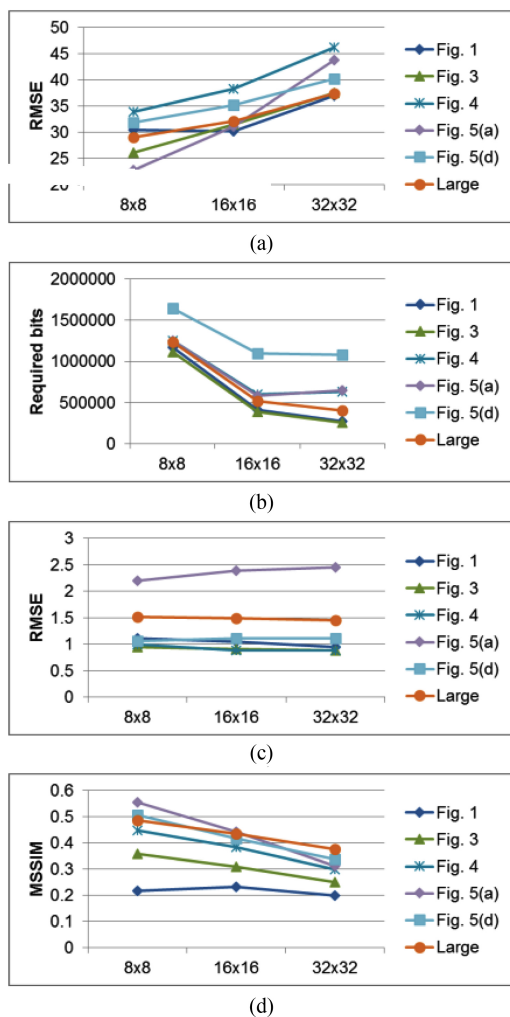 50
45
40
35
30
25
20
RMSE
8x8 16x16 32x32
Fig. 1
Fig. 3
Fig. 4
Fig. 5(a)
Fig. 5(d)
Large
(a)
2000000
1500000
1000000
500000
0
Required bits
8x8 16x16 32x32
Fig. 1
Fig. 3
Fig. 4
Fig. 5(a)
Fig. 5(d)
Large
(b)
3
2.5
2
1.5
1
0.5
0
RMSE
8x8 16x16 32x32
Fig. 1
Fig. 3
Fig. 4
Fig. 5(a)
Fig. 5(d)
Large
(c)
0.6
0.5
0.4
0.3
0.2
0.1
0
MSSIM
8x8 16x16 32x32
Fig. 1
Fig. 3
Fig. 4
Fig. 5(a)
Fig. 5(d)
Large
(d)